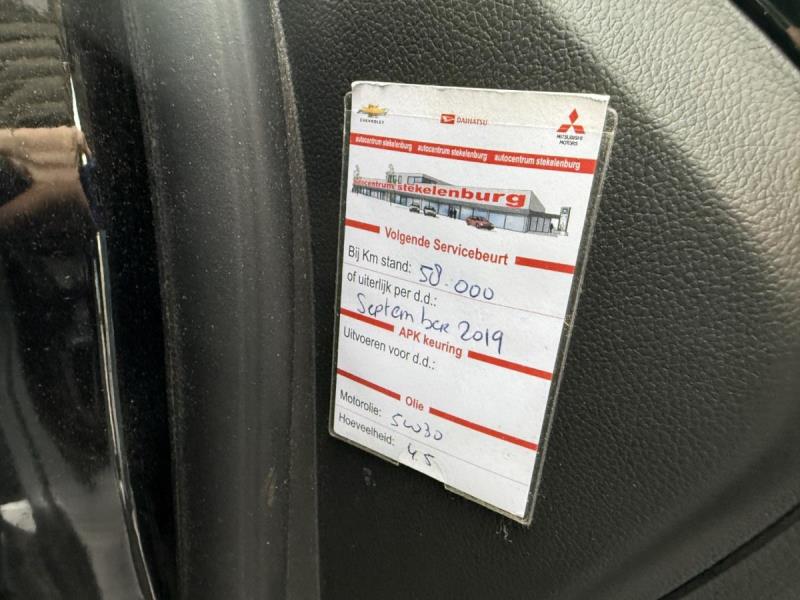 CHEVROLET DAIHATSU MITSUBISHI MOTORS
autocentrum stekelenburg autocentrum stekelenburg autocentrum stekelenburg
autocentrum stekelenburg
Volgende Servicebeurt
Bij Km stand: 58.000
of uiterlijk per d.d.:
September 2019
APK keuring
Uitvoeren voor d.d.:
Olie
Motorolie: 5W30
Hoeveelheid: 4.5